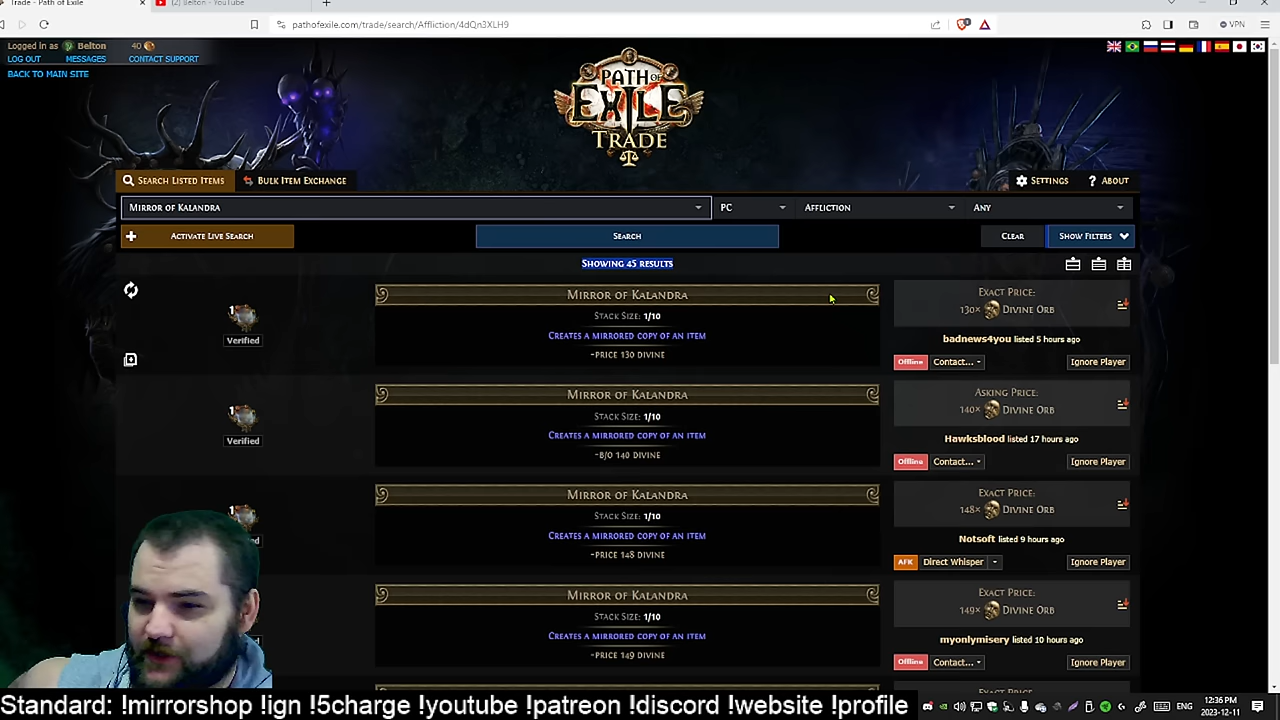 Trade - Path of Exile
(2) Belton - YouTube
pathofexile.com/trade/search/Affliction/4dQn3XLH9
VPN
Logged in as Belton 40
LOG OUT MESSAGES CONTACT SUPPORT
BACK TO MAIN SITE
PATH OF EXILE TRADE
Search Listed Items
Bulk Item Exchange
Settings
? About
Mirror of Kalandra
PC
Affliction
Any
+ Activate Live Search
Search
Clear
Show Filters
Showing 45 results
1
Verified
Mirror of Kalandra
Stack Size: 1/10
Creates a mirrored copy of an item
~price 130 divine
Exact Price:
130× Divine Orb
badnews4you listed 5 hours ago
Offline Contact... Ignore Player
1
Verified
Mirror of Kalandra
Stack Size: 1/10
Creates a mirrored copy of an item
~b/o 140 divine
Asking Price:
140× Divine Orb
Hawksblood listed 17 hours ago
Offline Contact... Ignore Player
1
Mirror of Kalandra
Stack Size: 1/10
Creates a mirrored copy of an item
~price 148 divine
Exact Price:
148× Divine Orb
Notsoft listed 9 hours ago
AFK Direct Whisper Ignore Player
Mirror of Kalandra
Stack Size: 1/10
Creates a mirrored copy of an item
~price 149 divine
Exact Price:
149× Divine Orb
myonlymisery listed 10 hours ago
Offline Contact... Ignore Player
Exact Price:
Standard: !mirrorshop !ign !5charge !youtube !patreon !discord !website !profile
ENG
12:36 PM
2023-12-11